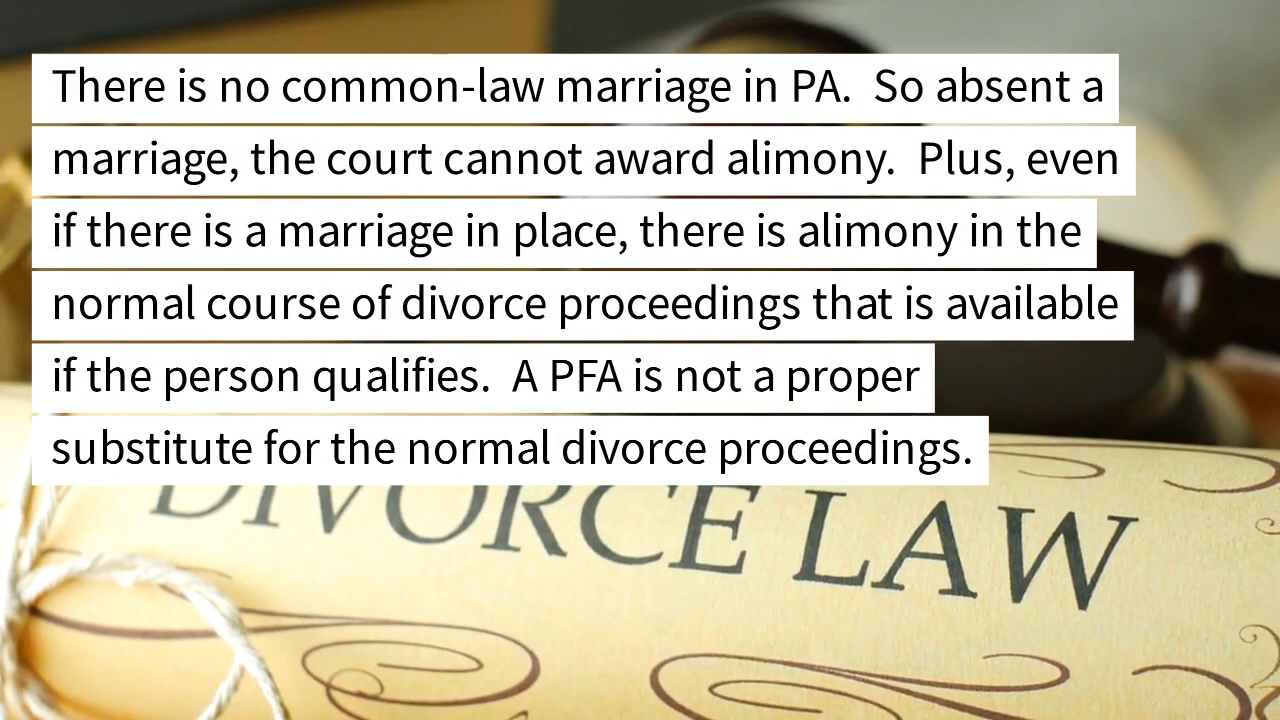 There is no common-law marriage in PA.  So absent a
marriage, the court cannot award alimony.  Plus, even
if there is a marriage in place, there is alimony in the
normal course of divorce proceedings that is available
if the person qualifies.  A PFA is not a proper
substitute for the normal divorce proceedings.
DIVORCE LAW